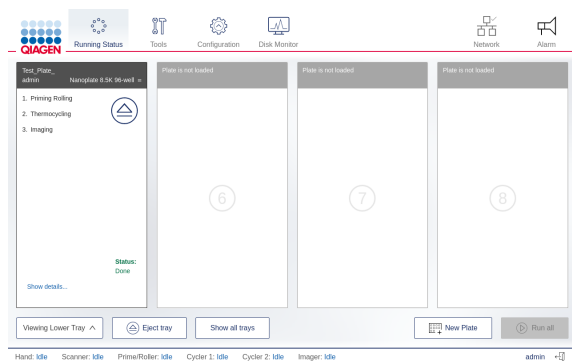 QIAGEN
Running Status
Tools
Configuration
Disk Monitor
Network
Alarm
Test_Plate_
admin
Nanoplate 8.5K 96-well
Plate is not loaded
Plate is not loaded
Plate is not loaded
1. Priming Rolling
2. Thermocycling
3. Imaging
6
7
8
Status:
Done
Show details...
Viewing Lower Tray
Eject tray
Show all trays
New Plate
Run all
Hand: Idle
Scanner: Idle
Prime/Roller: Idle
Cycler 1: Idle
Cycler 2: Idle
Imager: Idle
admin